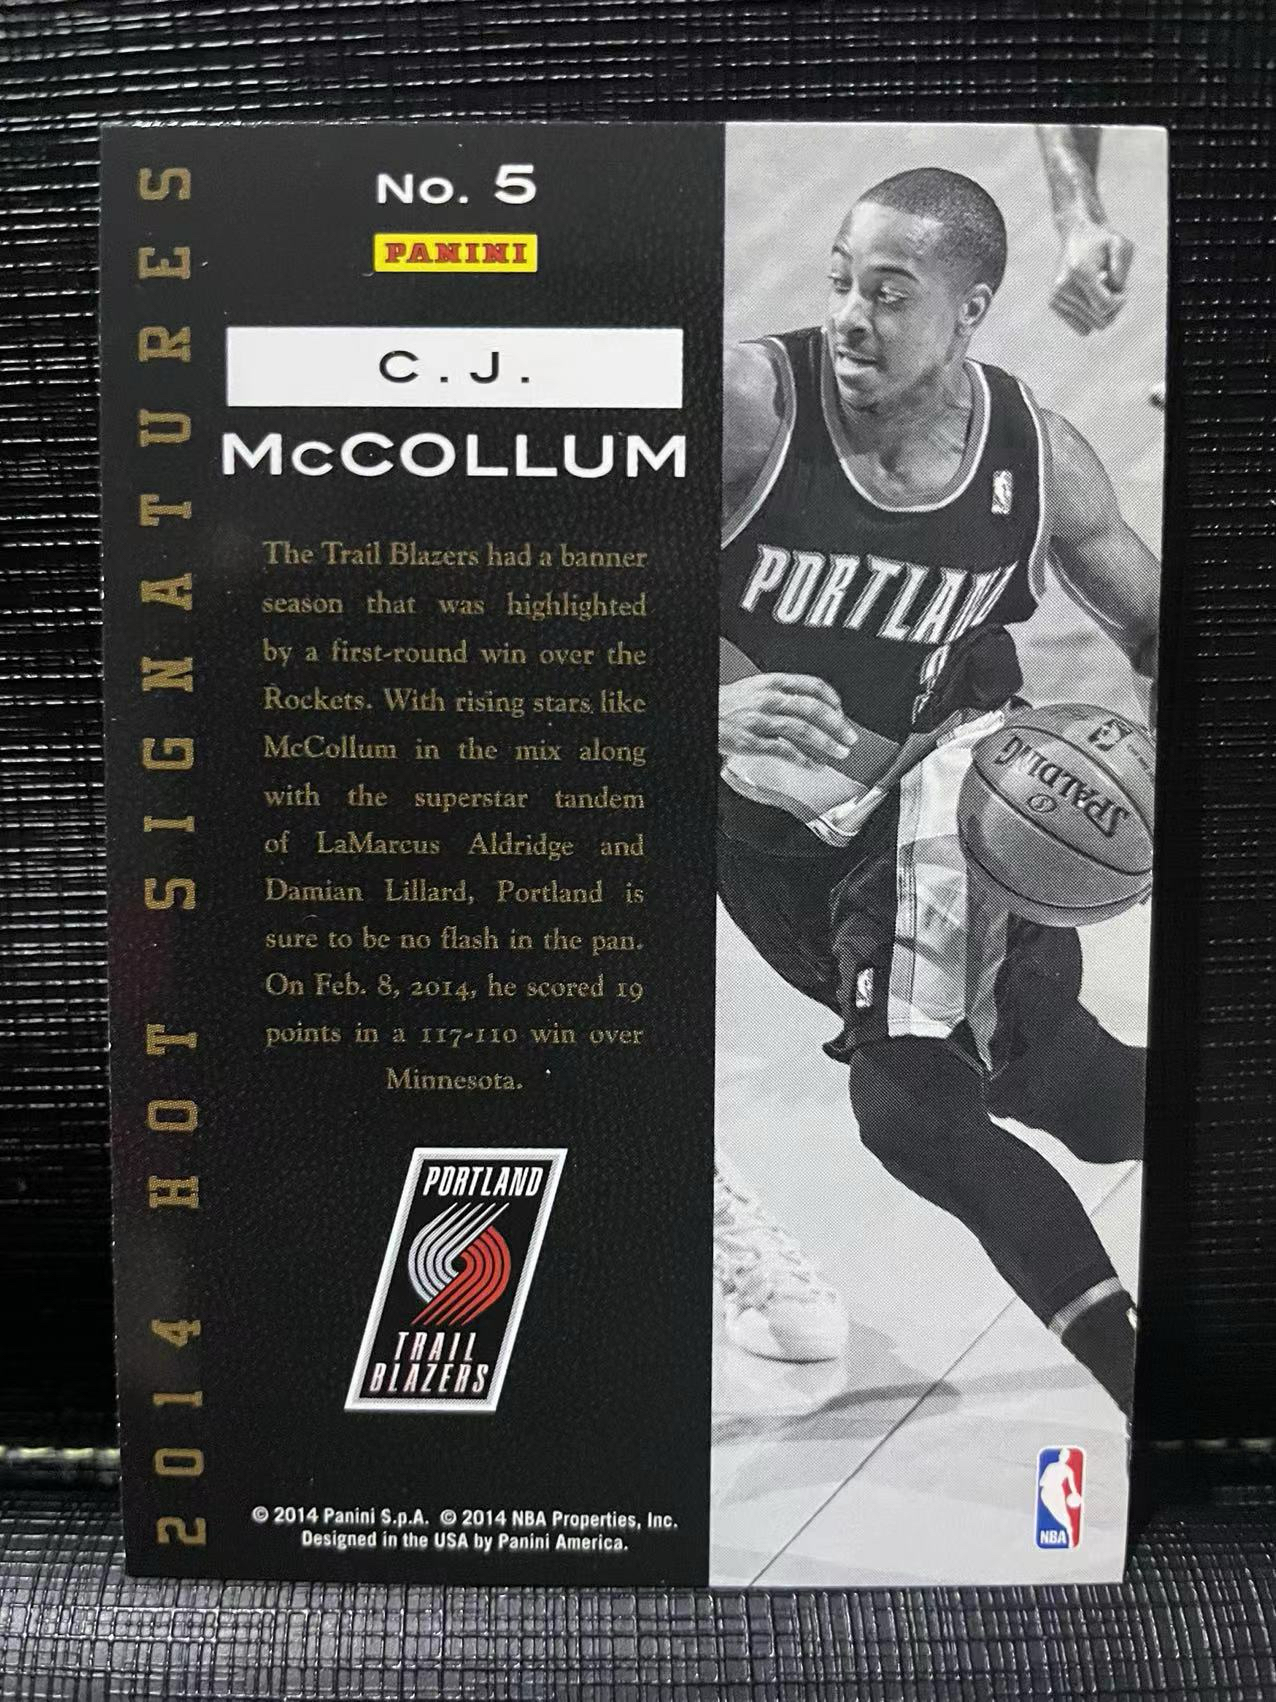 2014 HOT SIGNATURES
No. 5
PANINI
C.J.
McCOLLUM
The Trail Blazers had a banner
season that was highlighted
by a first-round win over the
Rockets. With rising stars like
McCollum in the mix along
with the superstar tandem
of LaMarcus Aldridge and
Damian Lillard, Portland is
sure to be no flash in the pan.
On Feb. 8, 2014, he scored 19
points in a 117-110 win over
Minnesota.
PORTLAND
TRAIL
BLAZERS
© 2014 Panini S.p.A. © 2014 NBA Properties, Inc.
Designed in the USA by Panini America.
PORTLAN
SPALDING
NBA